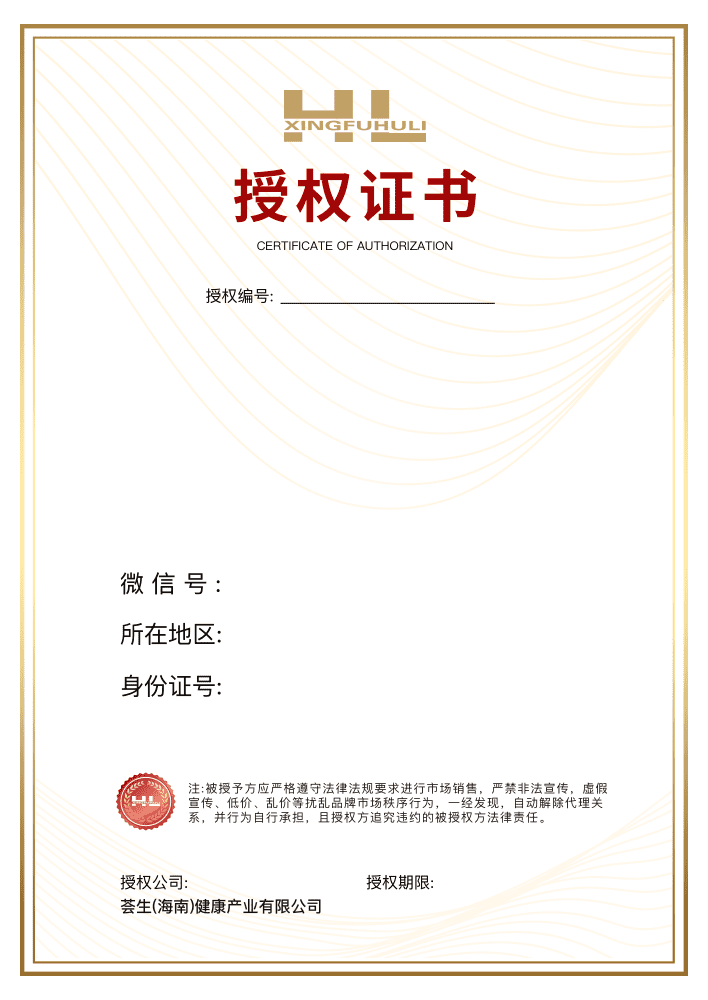 HL
XINGFUHULI
授权证书
CERTIFICATE OF AUTHORIZATION
授权编号:
微信号:
所在地区:
身份证号:
HL
注:被授予方应严格遵守法律法规要求进行市场销售，严禁非法宣传，虚假
宣传、低价、乱价等扰乱品牌市场秩序行为，一经发现，自动解除代理关
系，并行为自行承担，且授权方追究违约的被授权方法律责任。
授权公司: 授权期限:
荟生(海南)健康产业有限公司